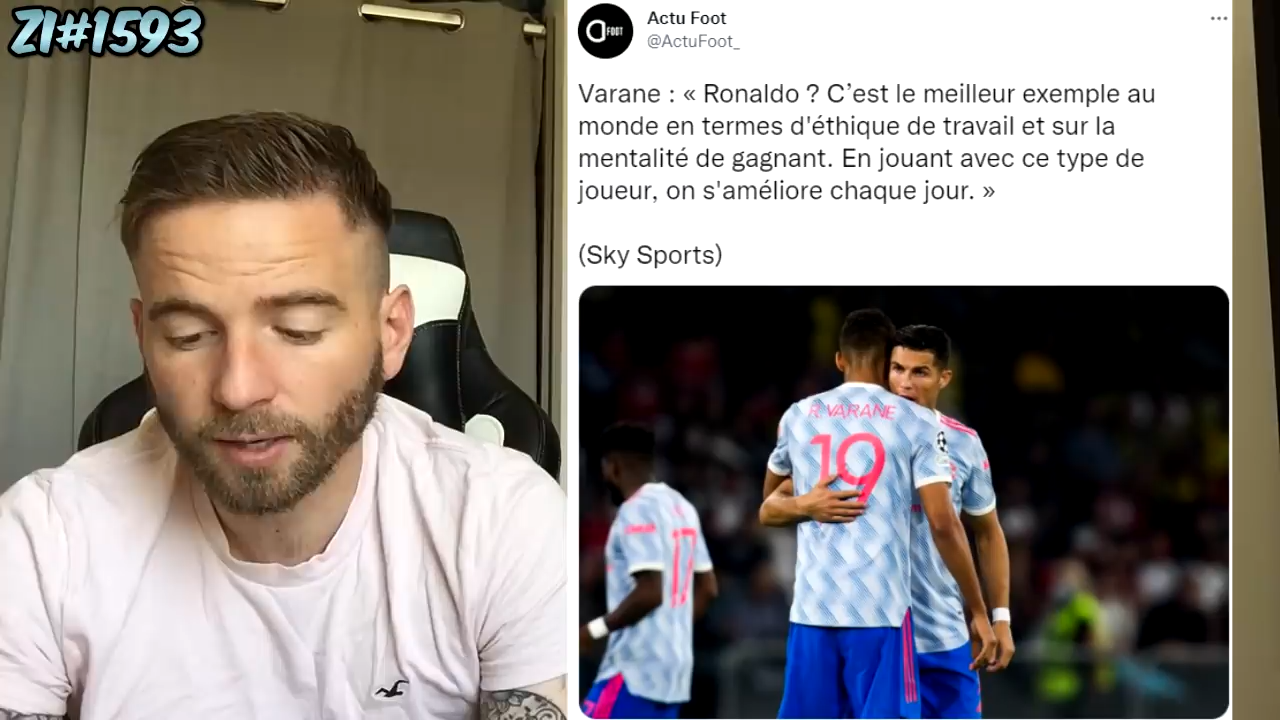 ZI#1593
FOOT
Actu Foot
@ActuFoot_
Varane : « Ronaldo ? C’est le meilleur exemple au
monde en termes d'éthique de travail et sur la
mentalité de gagnant. En jouant avec ce type de
joueur, on s'améliore chaque jour. »
(Sky Sports)
R. VARANE
19
17